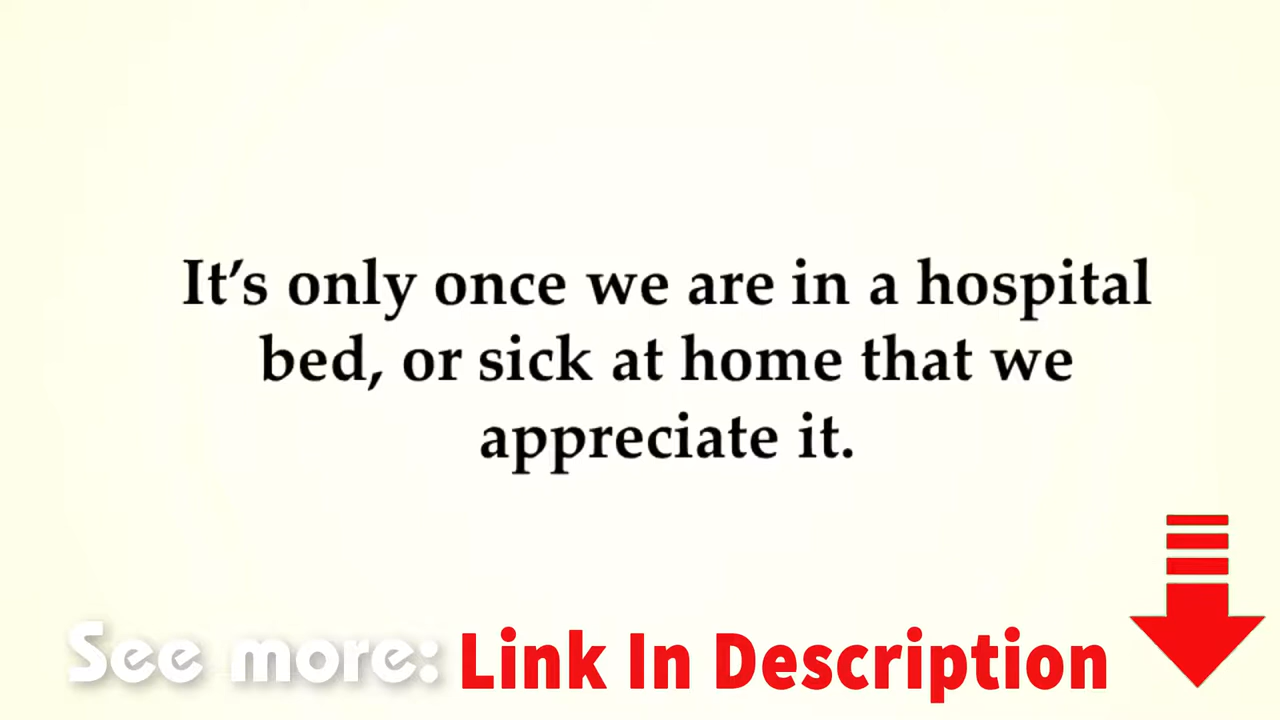 It's only once we are in a hospital
bed, or sick at home that we
appreciate it.
See more: Link In Description